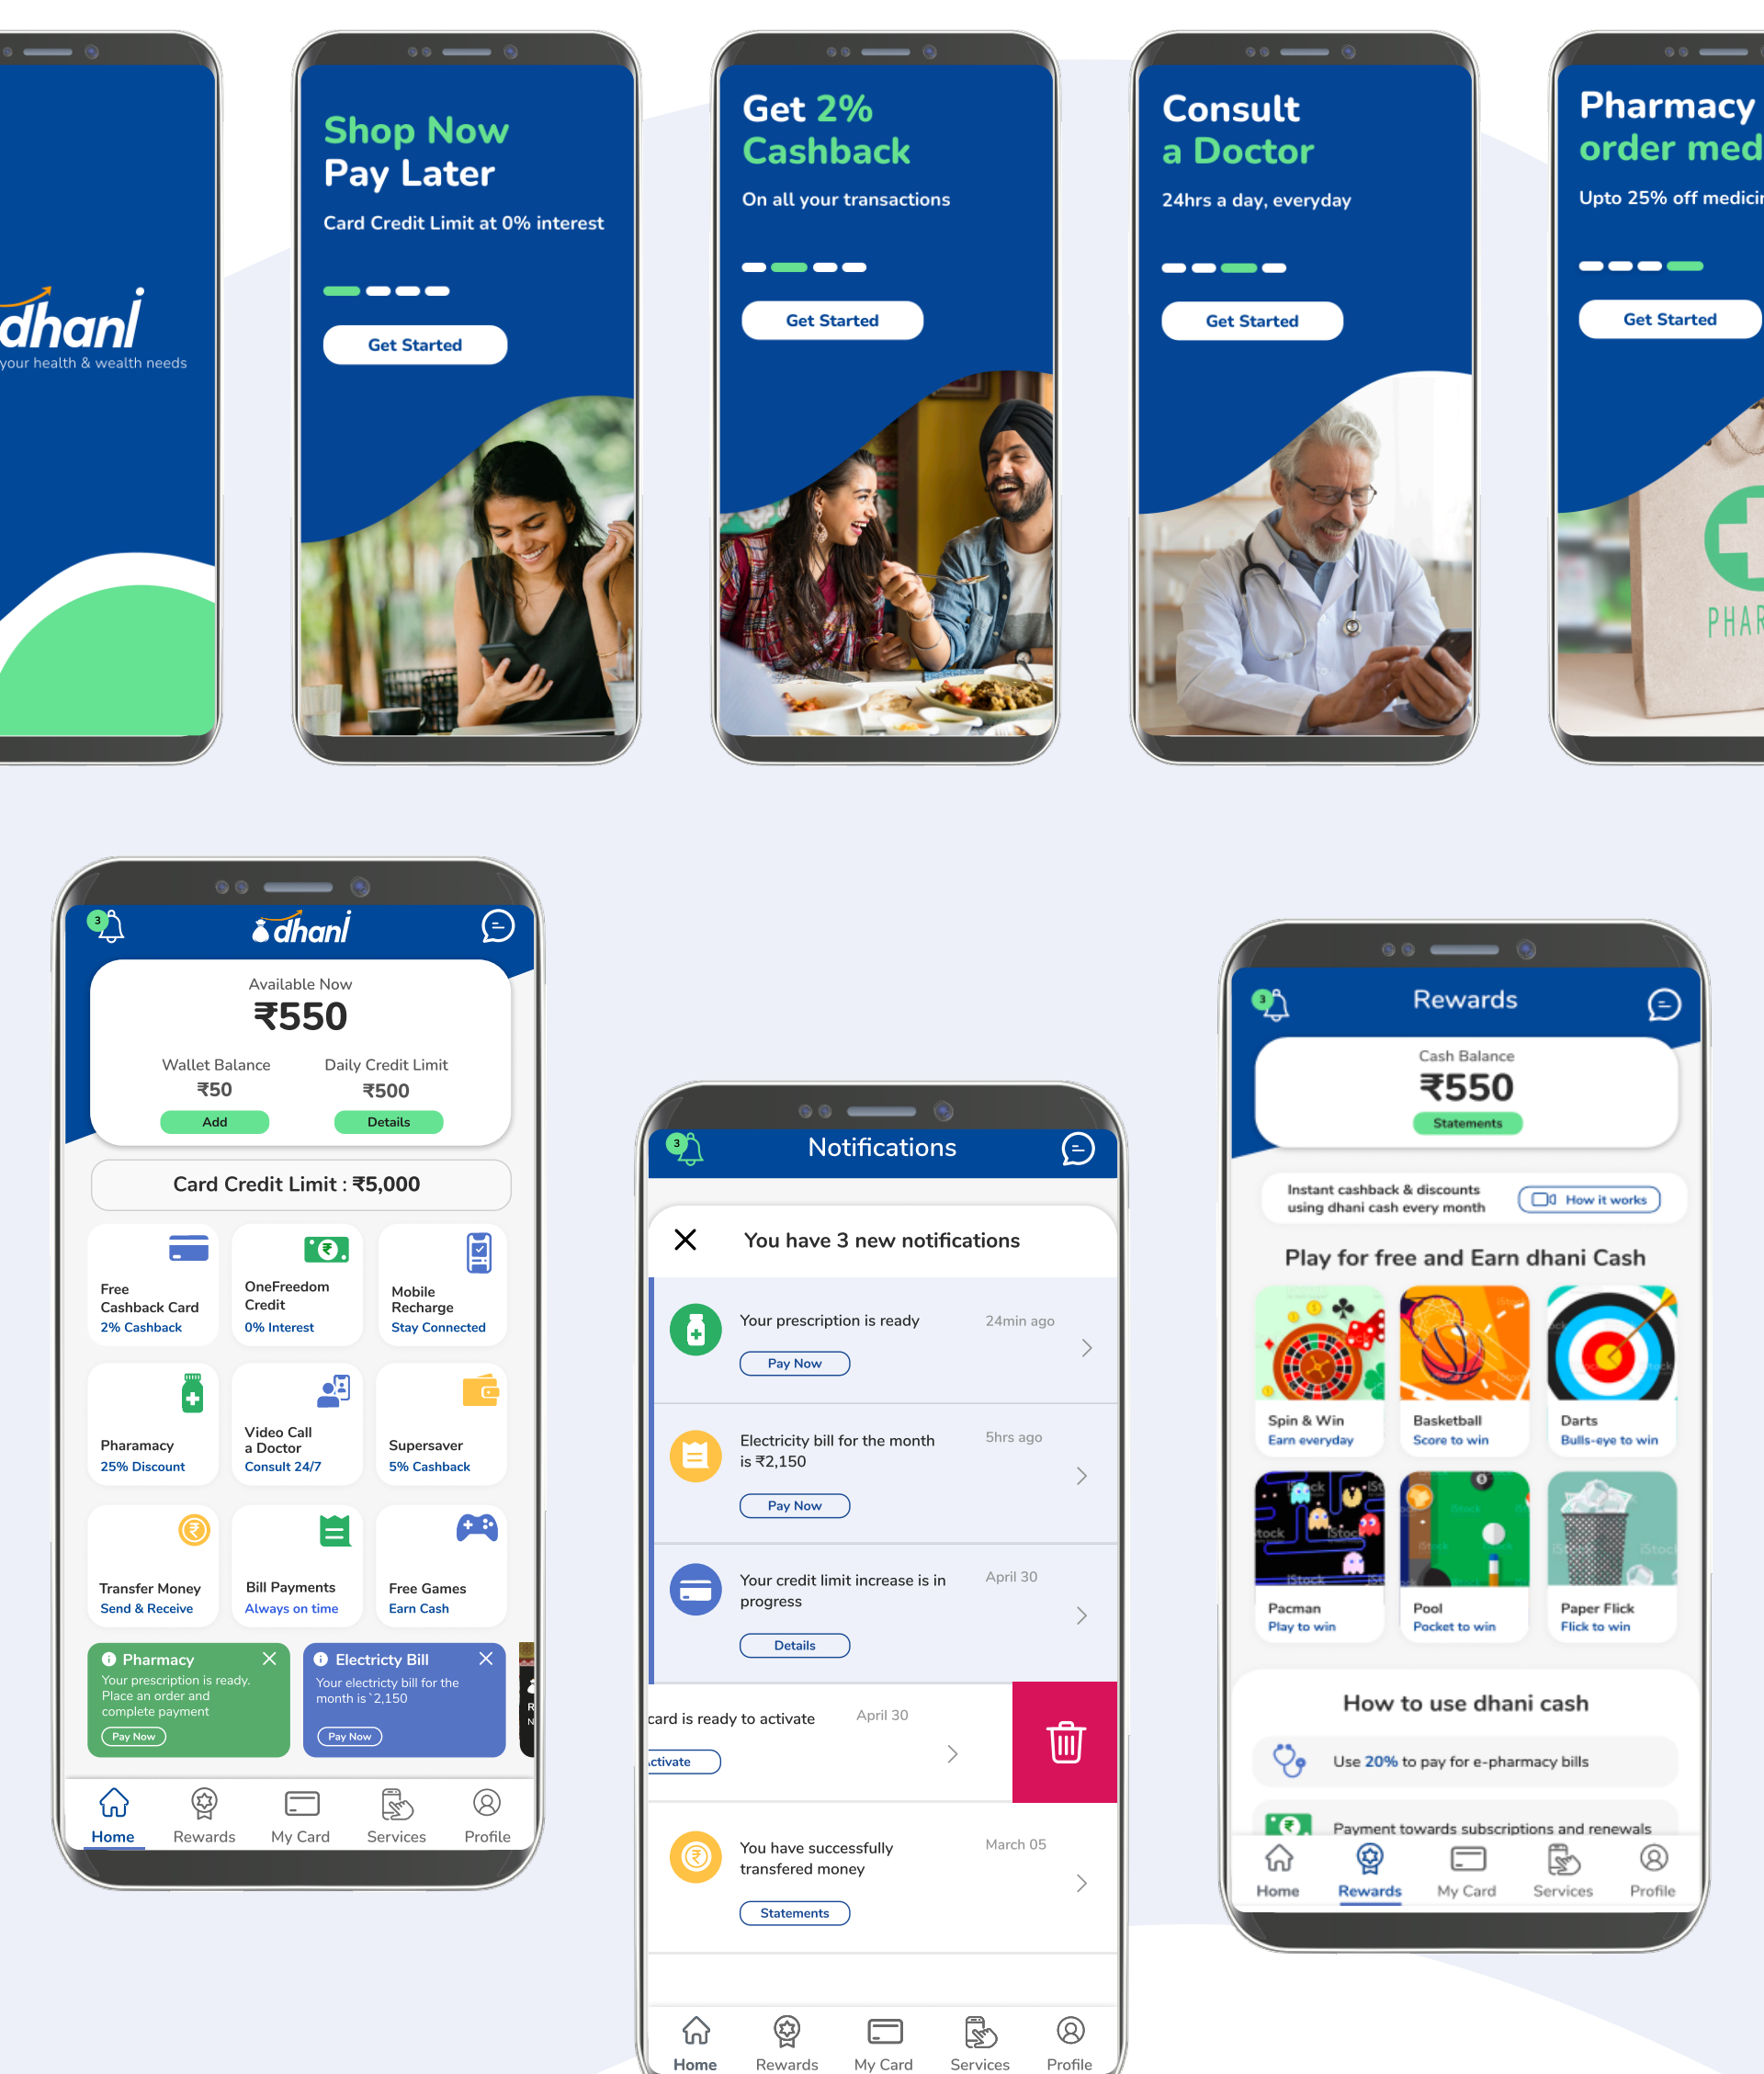 dhani
your health & wealth needs
Shop Now
Pay Later
Card Credit Limit at 0% interest
Get Started
Get 2%
Cashback
On all your transactions
Get Started
Consult
a Doctor
24hrs a day, everyday
Get Started
Pharmacy
order med
Upto 25% off medicin
Get Started
PHAR
3
dhani
Available Now
₹550
Wallet Balance
₹50
Add
Daily Credit Limit
₹500
Details
Card Credit Limit : ₹5,000
Free
Cashback Card
2% Cashback
OneFreedom
Credit
0% Interest
Mobile
Recharge
Stay Connected
Pharamacy
25% Discount
Video Call
a Doctor
Consult 24/7
Supersaver
5% Cashback
Transfer Money
Send & Receive
Bill Payments
Always on time
Free Games
Earn Cash
Pharmacy
Your prescription is ready.
Place an order and
complete payment
Pay Now
Electricty Bill
Your electricty bill for the
month is `2,150
Pay Now
R
N
Home
Rewards
My Card
Services
Profile
3
Notifications
You have 3 new notifications
Your prescription is ready
24min ago
Pay Now
Electricity bill for the month
is ₹2,150
5hrs ago
Pay Now
Your credit limit increase is in
progress
April 30
Details
card is ready to activate
April 30
Activate
You have successfully
transfered money
March 05
Statements
Home
Rewards
My Card
Services
Profile
3
Rewards
Cash Balance
₹550
Statements
Instant cashback & discounts
using dhani cash every month
How it works
Play for free and Earn dhani Cash
Spin & Win
Earn everyday
Basketball
Score to win
Darts
Bulls-eye to win
iStock
iStock
iStock
iStock
Pacman
Play to win
Pool
Pocket to win
Paper Flick
Flick to win
How to use dhani cash
Use 20% to pay for e-pharmacy bills
Payment towards subscriptions and renewals
Home
Rewards
My Card
Services
Profile